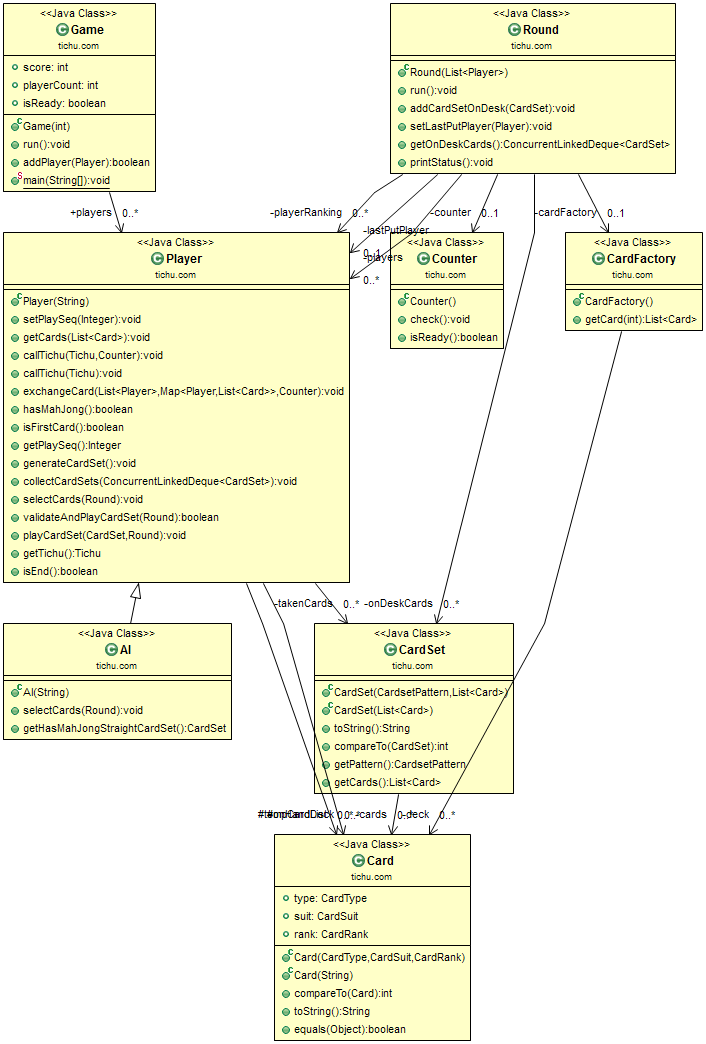 <<Java Class>>
Game
tichu.com
score: int
playerCount: int
isReady: boolean
Game(int)
run():void
addPlayer(Player):boolean
main(String[]):void
<<Java Class>>
Round
tichu.com
Round(List<Player>)
run():void
addCardSetOnDesk(CardSet):void
setLastPutPlayer(Player):void
getOnDeskCards():ConcurrentLinkedDeque<CardSet>
printStatus():void
+players 0..*
-playerRanking 0..*
-lastPutPlayer
0..1
-players
0..*
-counter 0..1
-cardFactory 0..1
<<Java Class>>
Player
tichu.com
Player(String)
setPlaySeq(Integer):void
getCards(List<Card>):void
callTichu(Tichu,Counter):void
callTichu(Tichu):void
exchangeCard(List<Player>,Map<Player,List<Card>>,Counter):void
hasMahJong():boolean
isFirstCard():boolean
getPlaySeq():Integer
generateCardSet():void
collectCardSets(ConcurrentLinkedDeque<CardSet>):void
selectCards(Round):void
validateAndPlayCardSet(Round):boolean
playCardSet(CardSet,Round):void
getTichu():Tichu
isEnd():boolean
<<Java Class>>
Counter
tichu.com
Counter()
check():void
isReady():boolean
<<Java Class>>
CardFactory
tichu.com
CardFactory()
getCard(int):List<Card>
-takenCards 0..*
-onDeskCards 0..*
<<Java Class>>
AI
tichu.com
AI(String)
selectCards(Round):void
getHasMahJongStraightCardSet():CardSet
<<Java Class>>
CardSet
tichu.com
CardSet(CardsetPattern,List<Card>)
CardSet(List<Card>)
toString():String
compareTo(CardSet):int
getPattern():CardsetPattern
getCards():List<Card>
0..* -cards 0..* -deck 0..*
<<Java Class>>
Card
tichu.com
type: CardType
suit: CardSuit
rank: CardRank
Card(CardType,CardSuit,CardRank)
Card(String)
compareTo(Card):int
toString():String
equals(Object):boolean